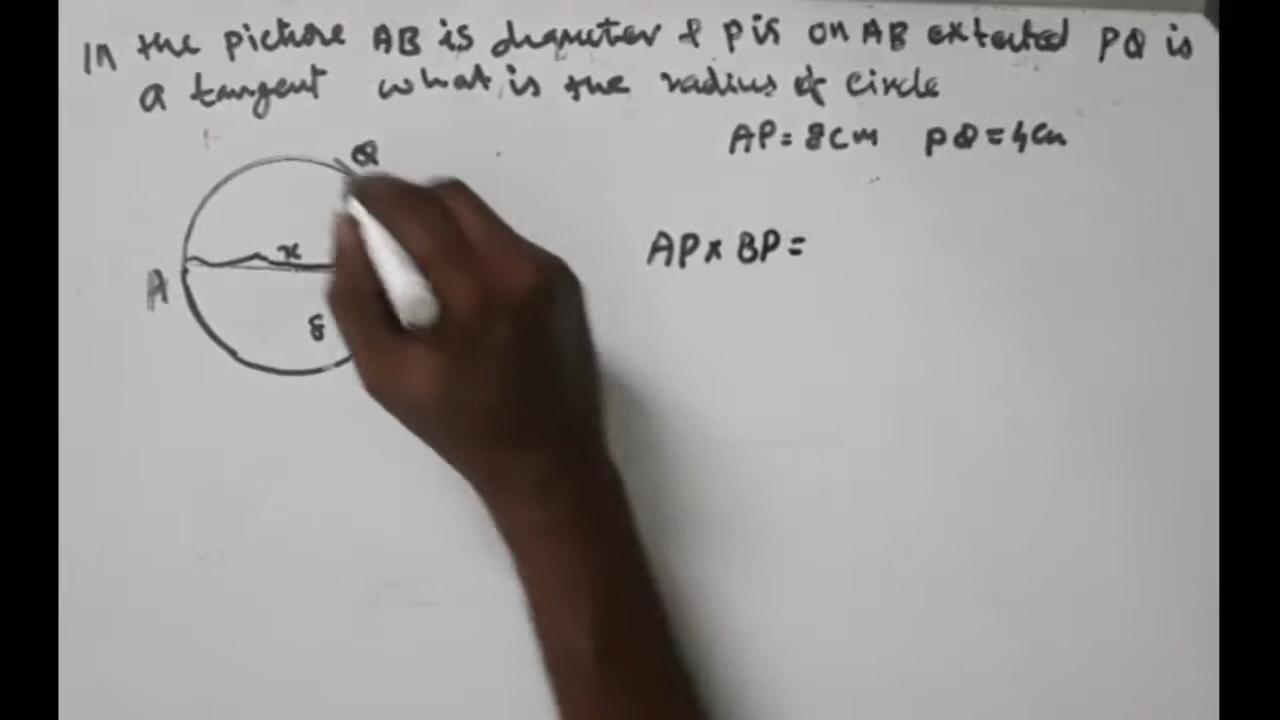 In the picture AB is diameter & P is on AB extented PQ is
a tangent what is the radius of circle
AP = 8cm PQ = 4cm
Q
AP x BP =
x
A
8